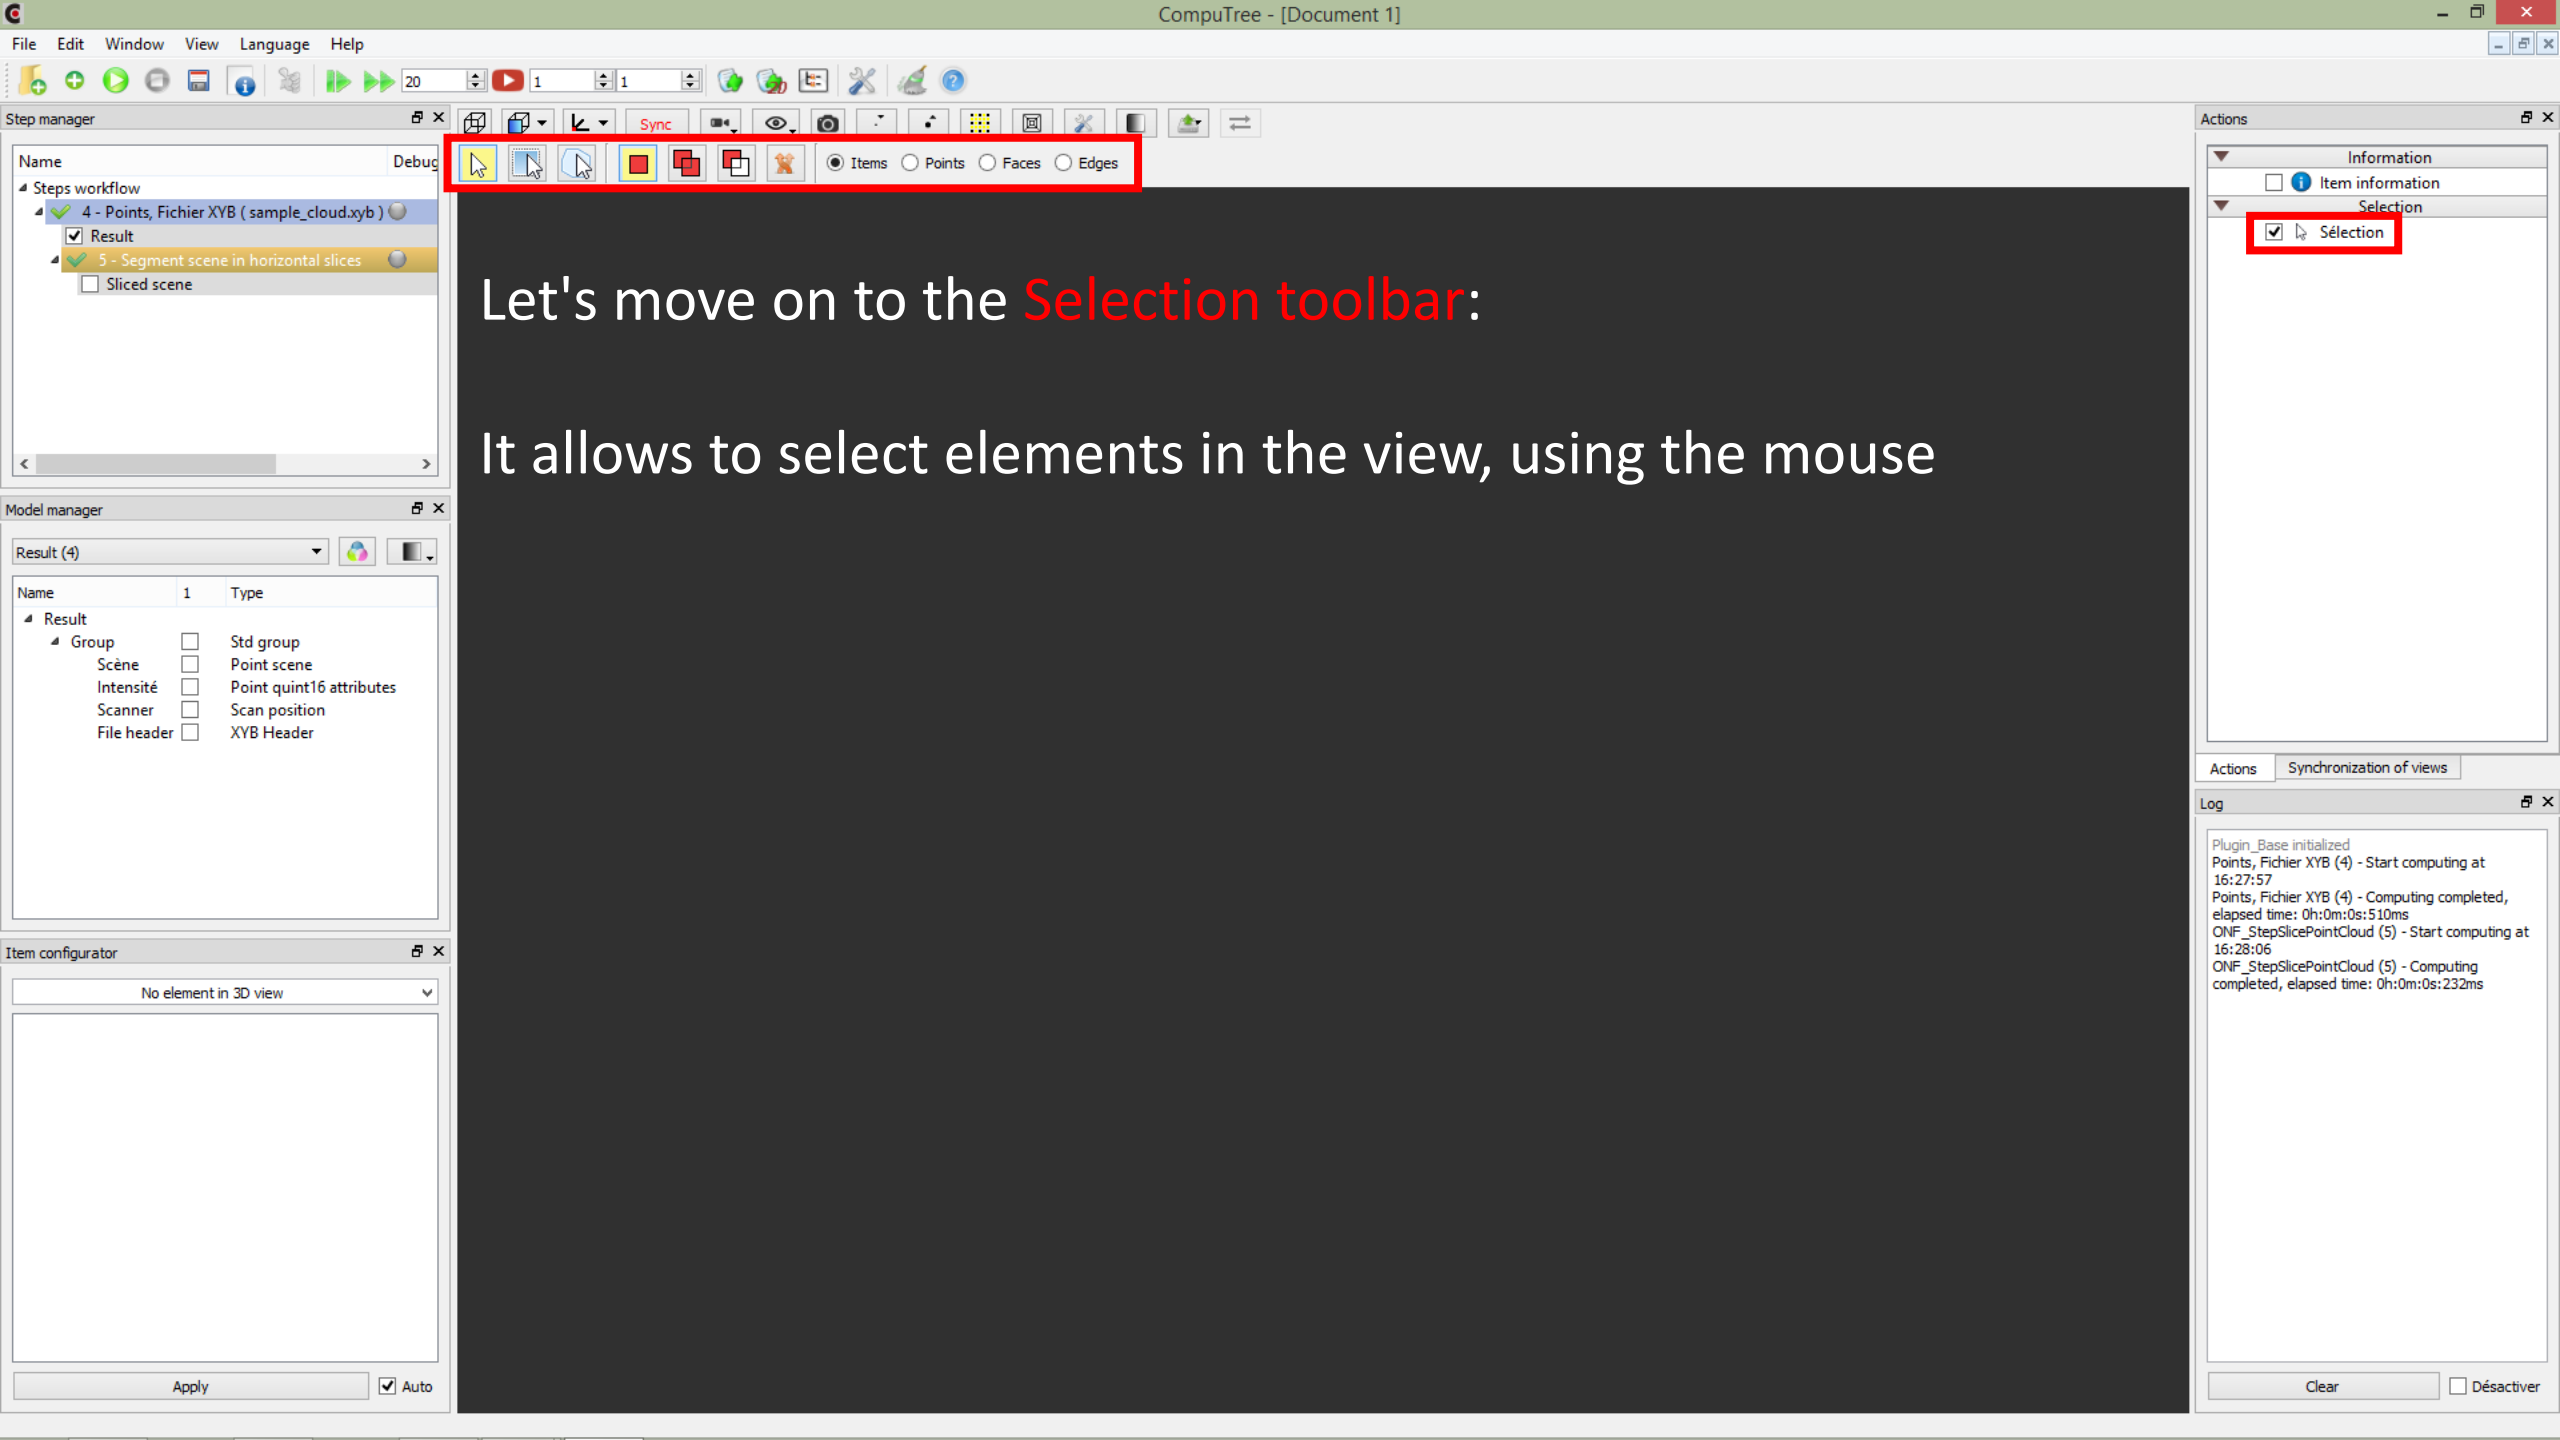 CompuTree - [Document 1]
File Edit Window View Language Help
20 1 1 2D
Step manager
Sync
Actions
Name Debug
Items Points Faces Edges
Steps workflow
4 - Points, Fichier XYB ( sample_cloud.xyb )
Result
5 - Segment scene in horizontal slices
Sliced scene
Information
Item information
Selection
Sélection
Let's move on to the Selection toolbar:
It allows to select elements in the view, using the mouse
Model manager
Result (4)
Name 1 Type
Result
Group Std group
Scène Point scene
Intensité Point quint16 attributes
Scanner Scan position
File header XYB Header
Actions Synchronization of views
Log
Plugin_Base initialized
Points, Fichier XYB (4) - Start computing at
16:27:57
Points, Fichier XYB (4) - Computing completed,
elapsed time: 0h:0m:0s:510ms
ONF_StepSlicePointCloud (5) - Start computing at
16:28:06
ONF_StepSlicePointCloud (5) - Computing
completed, elapsed time: 0h:0m:0s:232ms
Item configurator
No element in 3D view
Apply Auto
Clear Désactiver